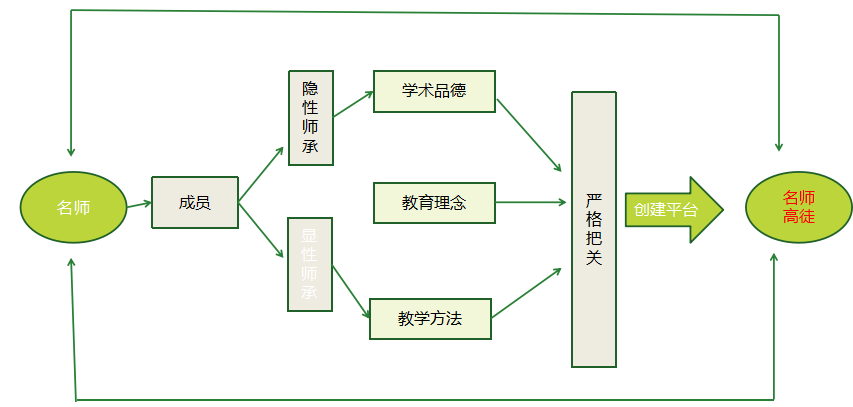 名师
成员
隐
性
师
承
显
性
师
承
学术品德
教育理念
教学方法
严
格
把
关
创建平台
名师
高徒